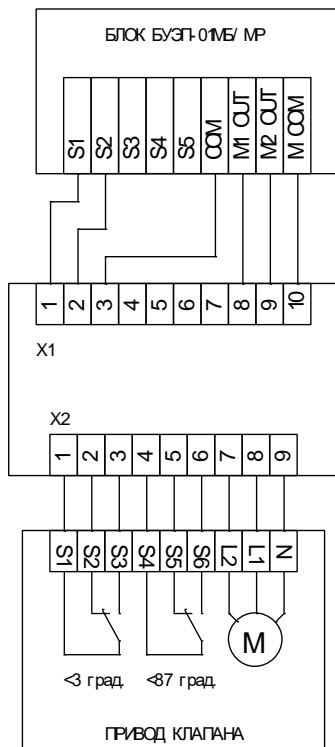 БЛОК БУЭП-01МБ/ МР
S1 S2 S3 S4 S5 COM M1 OUT M2 OUT M COM
1 2 3 4 5 6 7 8 9 10
X1
X2
1 2 3 4 5 6 7 8 9
S1 S2 S3 S4 S5 S6 L2 L1 N
M
<3 град. <87 град.
ПРИВОД КЛАПАНА